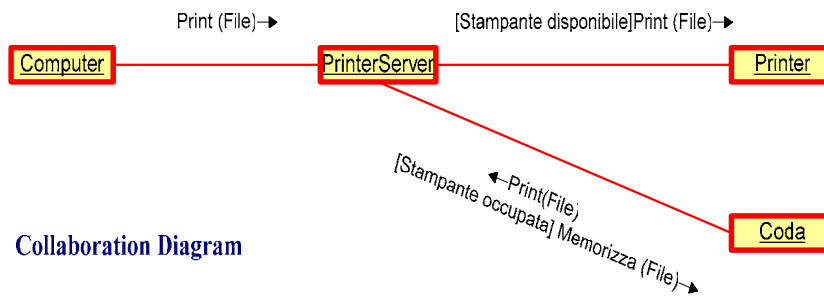 Print (File)
[Stampante disponibile]Print (File)
Computer
PrinterServer
Printer
Print(File)
[Stampante occupata] Memorizza (File)
Coda
Collaboration Diagram